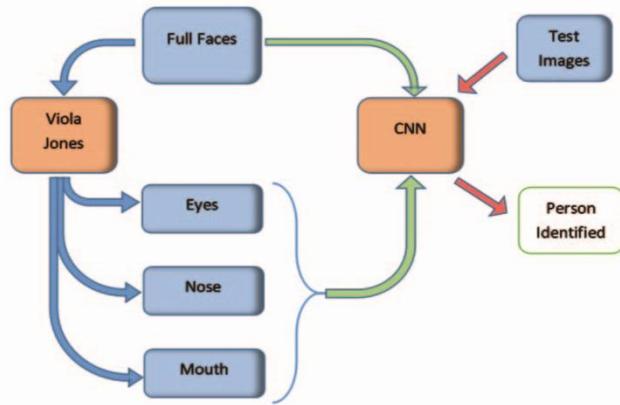 Full Faces
Test
Images
Viola
Jones
CNN
Eyes
Person
Identified
Nose
Mouth